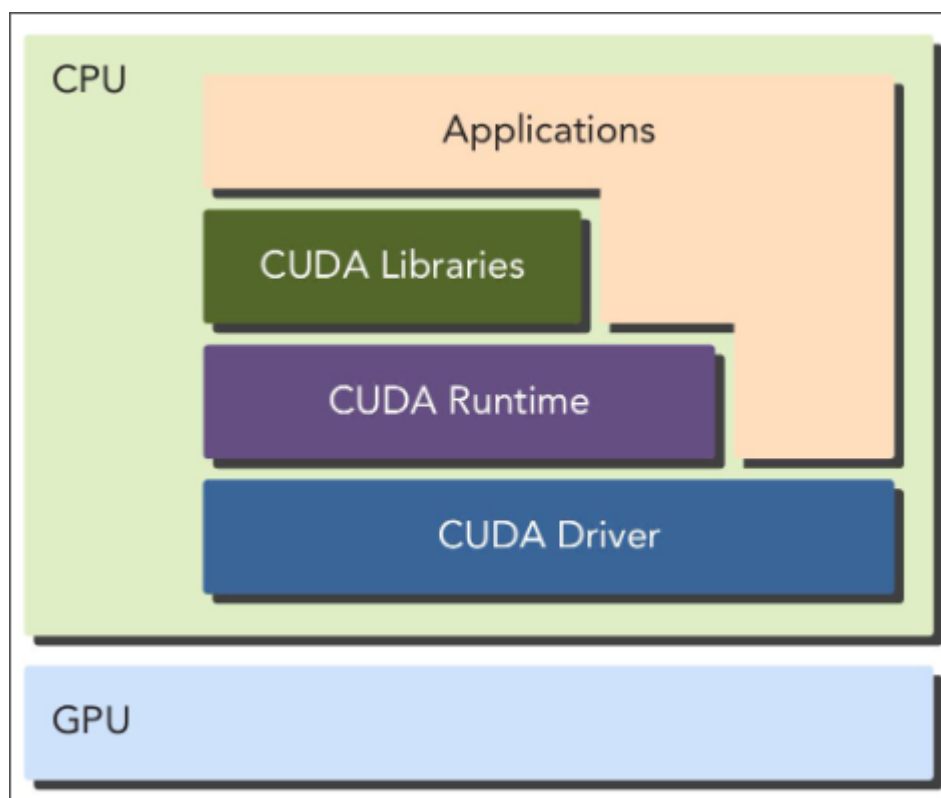 CPU
Applications
CUDA Libraries
CUDA Runtime
CUDA Driver
GPU